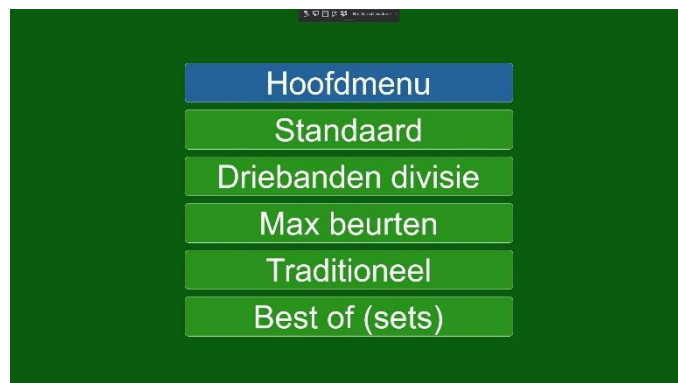 Hoofdmenu
Standaard
Driebanden divisie
Max beurten
Traditioneel
Best of (sets)